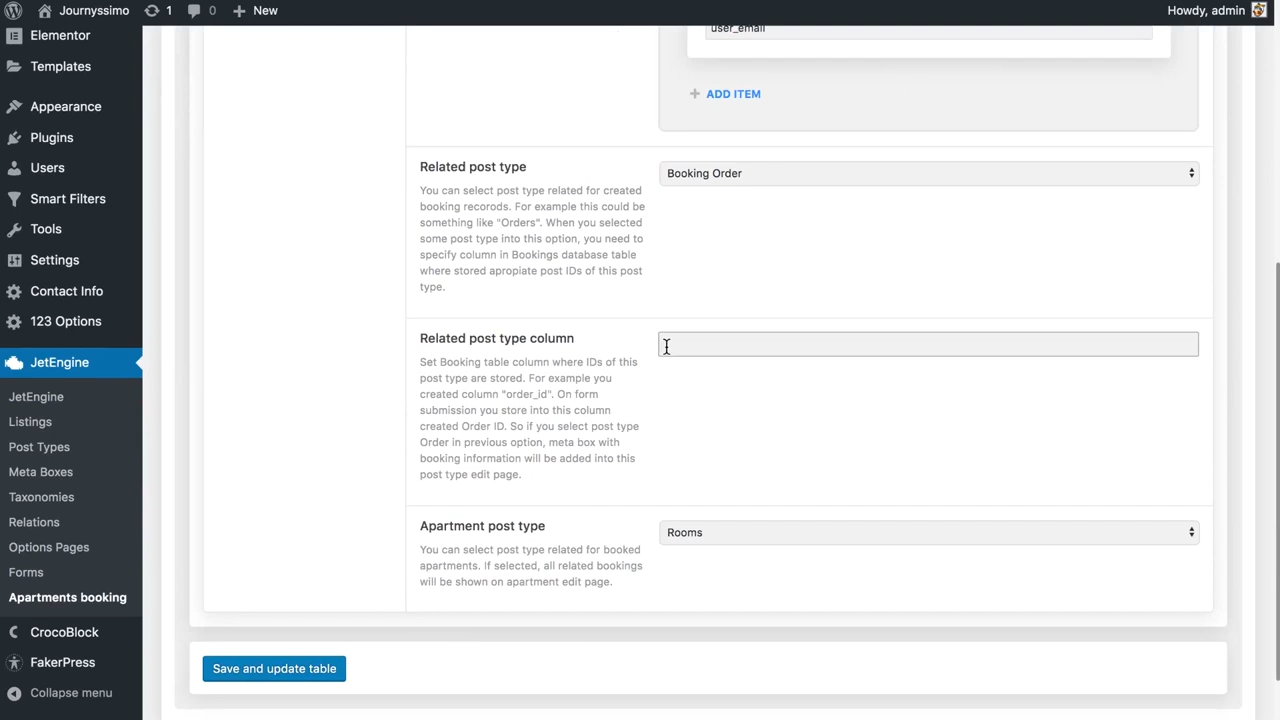 Journyssimo
1
0
New
Howdy, admin
Elementor
Templates
Appearance
Plugins
Users
Smart Filters
Tools
Settings
Contact Info
123 Options
JetEngine
JetEngine
Listings
Post Types
Meta Boxes
Taxonomies
Relations
Options Pages
Forms
Apartments booking
CrocoBlock
FakerPress
Collapse menu
user_email
+ ADD ITEM
Related post type
You can select post type related for created
booking recorods. For example this could be
something like "Orders". When you selected
some post type into this option, you need to
specify column in Bookings database table
where stored apropiate post IDs of this post
type.
Booking Order
Related post type column
Set Booking table column where IDs of this
post type are stored. For example you
created column "order_id". On form
submission you store into this column
created Order ID. So if you select post type
Order in previous option, meta box with
booking information will be added into this
post type edit page.
Apartment post type
You can select post type related for booked
apartments. If selected, all related bookings
will be shown on apartment edit page.
Rooms
Save and update table